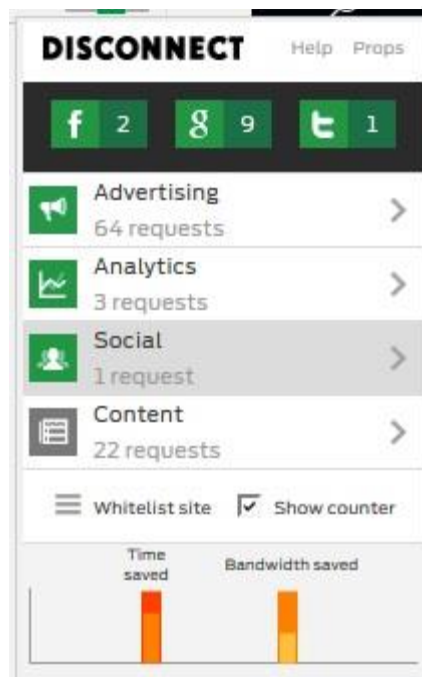 DISCONNECT Help Props
f 2 8 9 t 1
Advertising
64 requests
Analytics
3 requests
Social
1 request
Content
22 requests
Whitelist site Show counter
Time
saved
Bandwidth saved